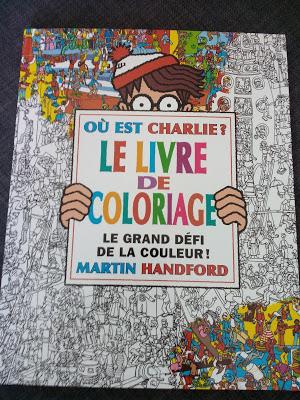 OÙ EST CHARLIE?
LE LIVRE
DE
COLORIAGE
LE GRAND DÉFI
DE LA COULEUR!
MARTIN HANDFORD